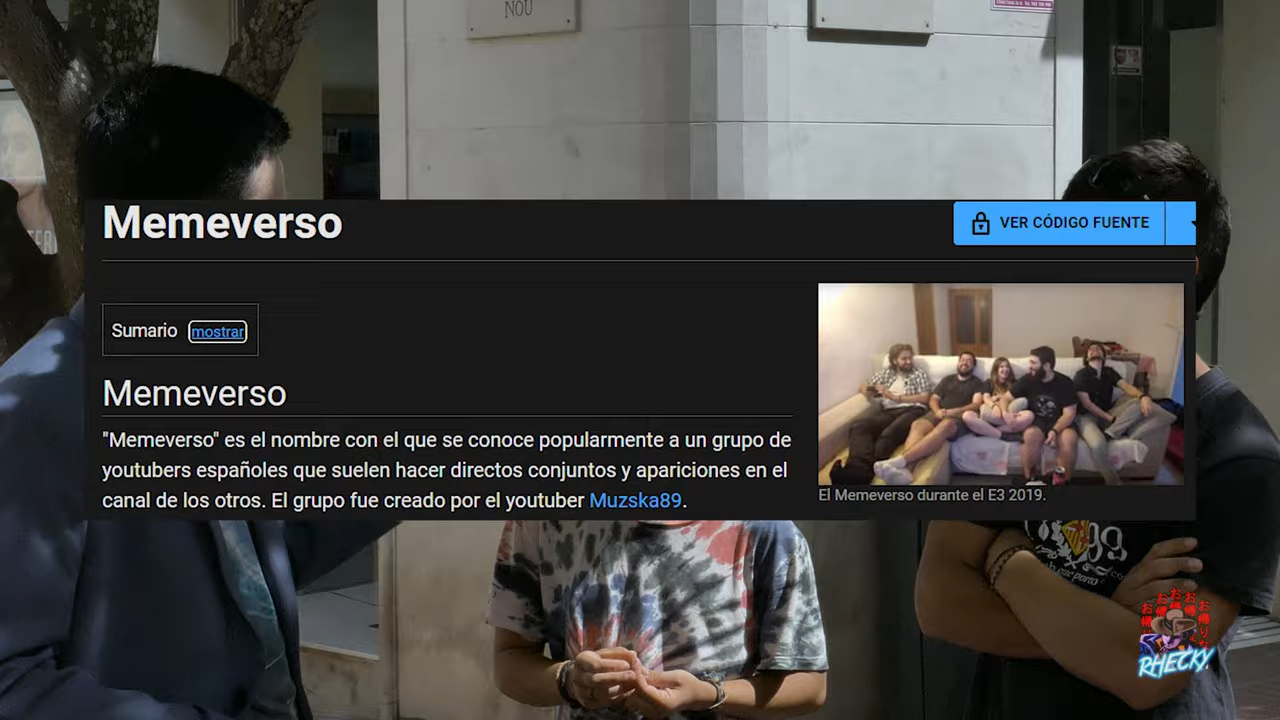 NOU
Memeverso
VER CÓDIGO FUENTE
Sumario mostrar
Memeverso
"Memeverso" es el nombre con el que se conoce popularmente a un grupo de
youtubers españoles que suelen hacer directos conjuntos y apariciones en el
canal de los otros. El grupo fue creado por el youtuber Muzska89.
El Memeverso durante el E3 2019.
RHECKY